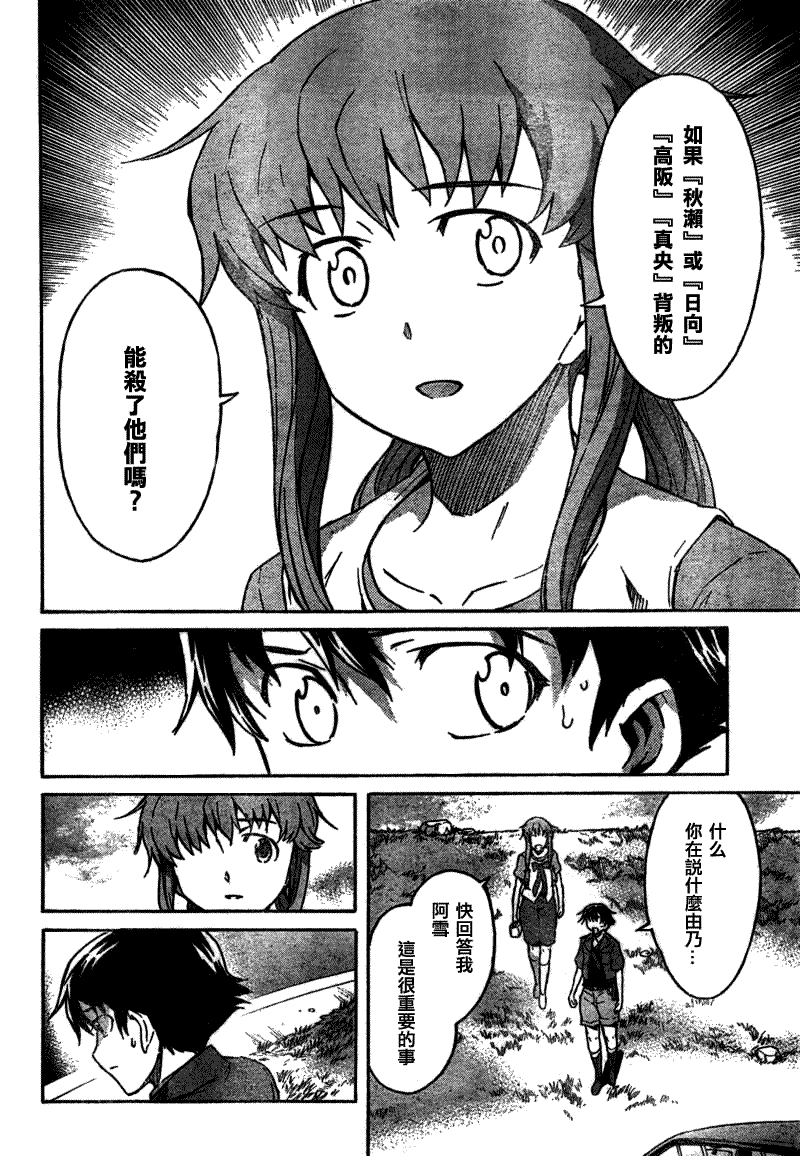 如果『秋瀨』或『日向』
『高阪』『真央』背叛的
能殺了他們嗎？
什么
你在説什麼由乃…
快回答我
阿雪
這是很重要的事